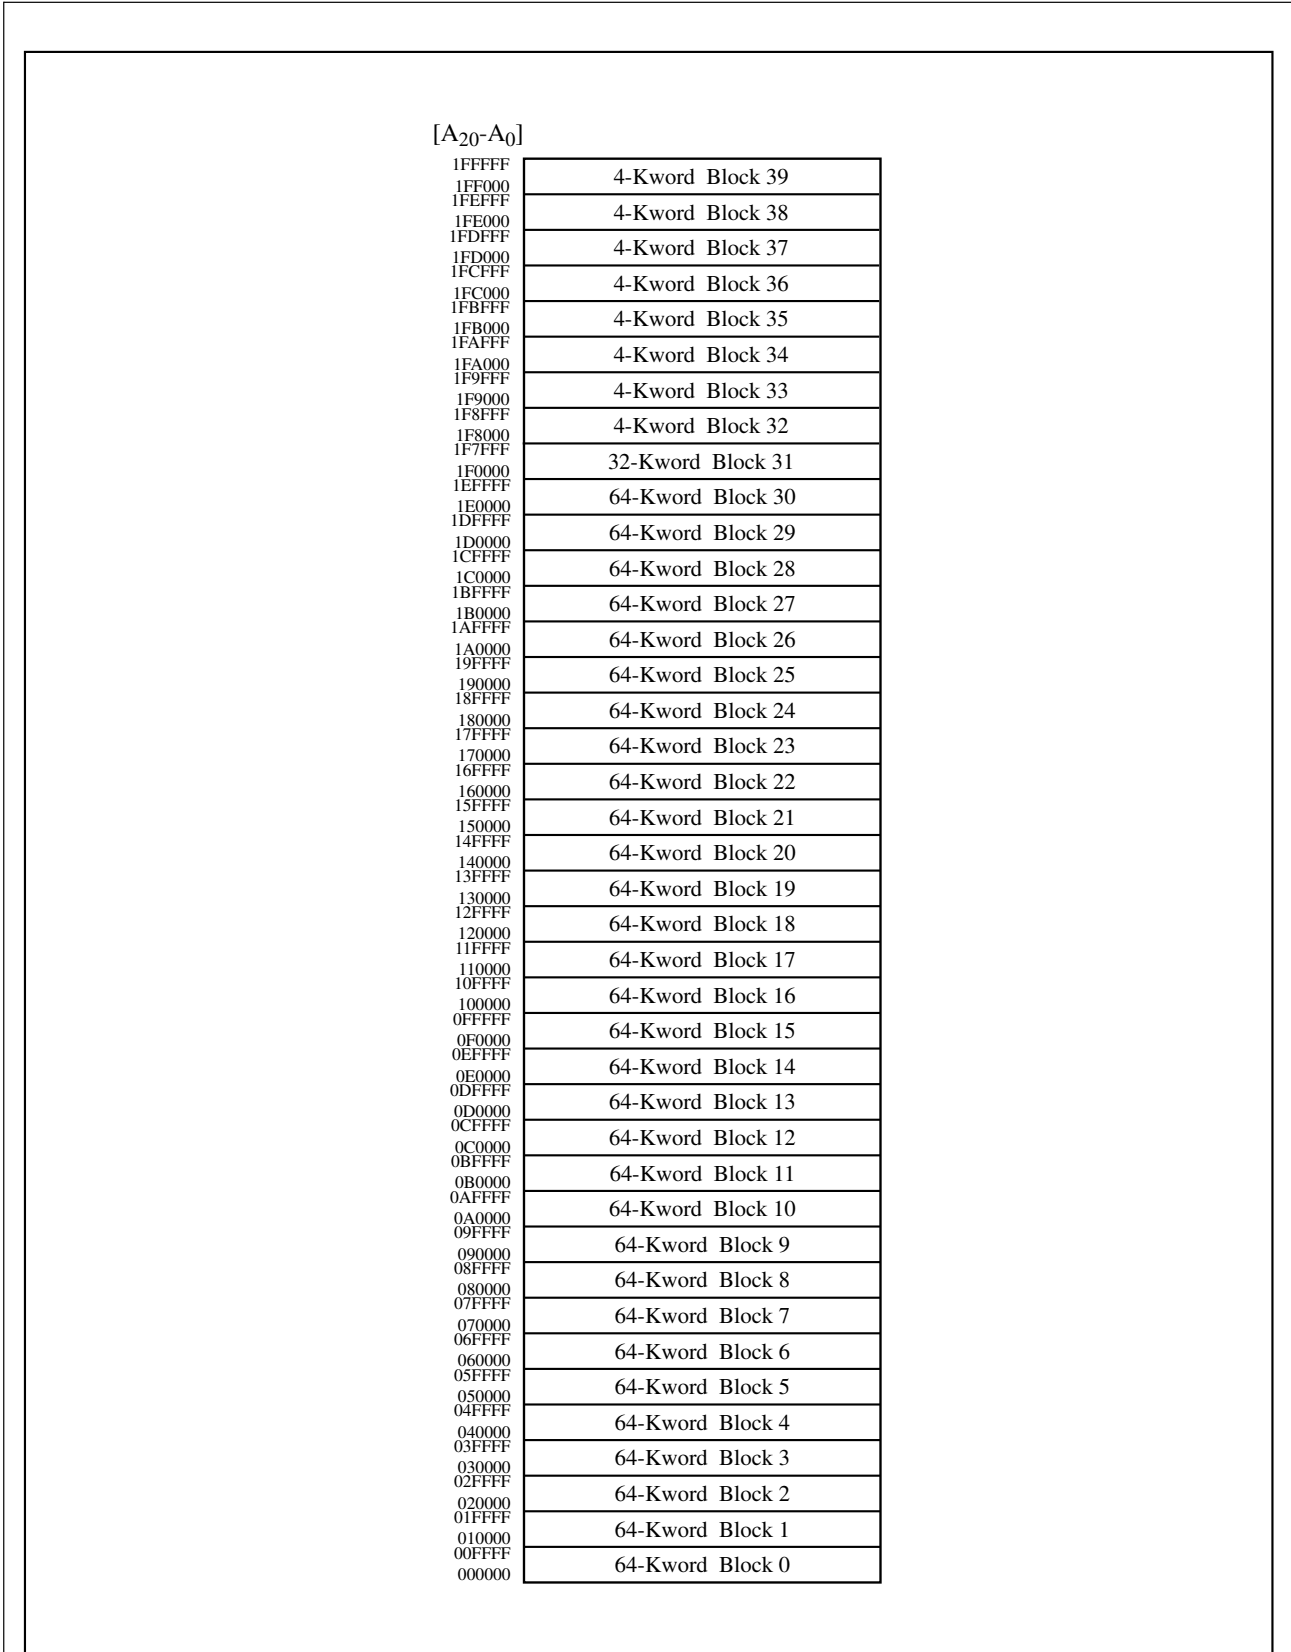 [A20-A0]
1FFFFF
4-Kword Block 39
1FF000
1FEFFF
4-Kword Block 38
1FE000
1FDFFF
4-Kword Block 37
1FD000
1FCFFF
4-Kword Block 36
1FC000
1FBFFF
4-Kword Block 35
1FB000
1FAFFF
4-Kword Block 34
1FA000
1F9FFF
4-Kword Block 33
1F9000
1F8FFF
4-Kword Block 32
1F8000
1F7FFF
32-Kword Block 31
1F0000
1EFFFF
64-Kword Block 30
1E0000
1DFFFF
64-Kword Block 29
1D0000
1CFFFF
64-Kword Block 28
1C0000
1BFFFF
64-Kword Block 27
1B0000
1AFFFF
64-Kword Block 26
1A0000
19FFFF
64-Kword Block 25
190000
18FFFF
64-Kword Block 24
180000
17FFFF
64-Kword Block 23
170000
16FFFF
64-Kword Block 22
160000
15FFFF
64-Kword Block 21
150000
14FFFF
64-Kword Block 20
140000
13FFFF
64-Kword Block 19
130000
12FFFF
64-Kword Block 18
120000
11FFFF
64-Kword Block 17
110000
10FFFF
64-Kword Block 16
100000
0FFFFF
64-Kword Block 15
0F0000
0EFFFF
64-Kword Block 14
0E0000
0DFFFF
64-Kword Block 13
0D0000
0CFFFF
64-Kword Block 12
0C0000
0BFFFF
64-Kword Block 11
0B0000
0AFFFF
64-Kword Block 10
0A0000
09FFFF
64-Kword Block 9
090000
08FFFF
64-Kword Block 8
080000
07FFFF
64-Kword Block 7
070000
06FFFF
64-Kword Block 6
060000
05FFFF
64-Kword Block 5
050000
04FFFF
64-Kword Block 4
040000
03FFFF
64-Kword Block 3
030000
02FFFF
64-Kword Block 2
020000
01FFFF
64-Kword Block 1
010000
00FFFF
64-Kword Block 0
000000